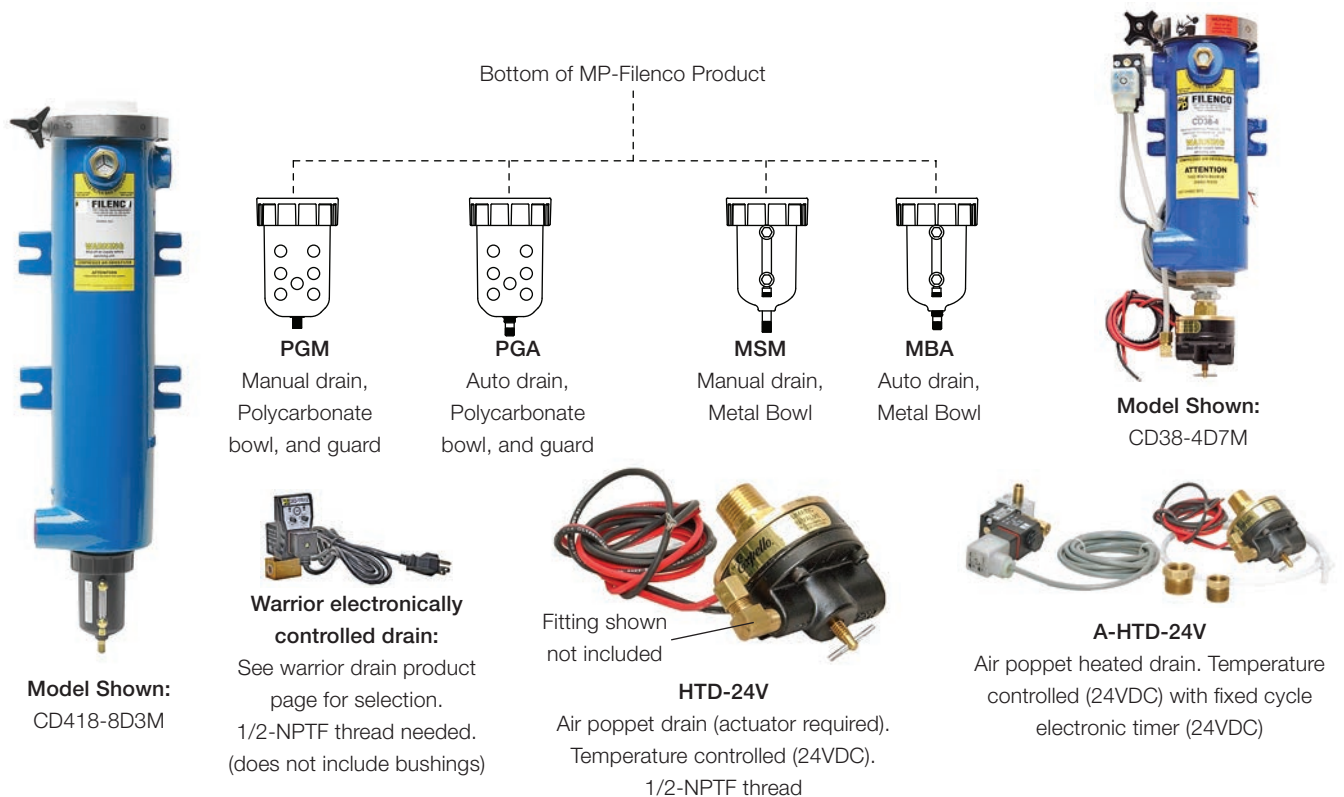 Bottom of MP-Filenco Product
FILENCO
CD38-4
WARNING
ATTENTION
FILENCO
WARNING
ATTENTION
PGM
Manual drain,
Polycarbonate
bowl, and guard
PGA
Auto drain,
Polycarbonate
bowl, and guard
MSM
Manual drain,
Metal Bowl
MBA
Auto drain,
Metal Bowl
Model Shown:
CD38-4D7M
Model Shown:
CD418-8D3M
Warrior electronically
controlled drain:
See warrior drain product
page for selection.
1/2-NPTF thread needed.
(does not include bushings)
Fitting shown
not included
HTD-24V
Air poppet drain (actuator required).
Temperature controlled (24VDC).
1/2-NPTF thread
A-HTD-24V
Air poppet heated drain. Temperature
controlled (24VDC) with fixed cycle
electronic timer (24VDC)